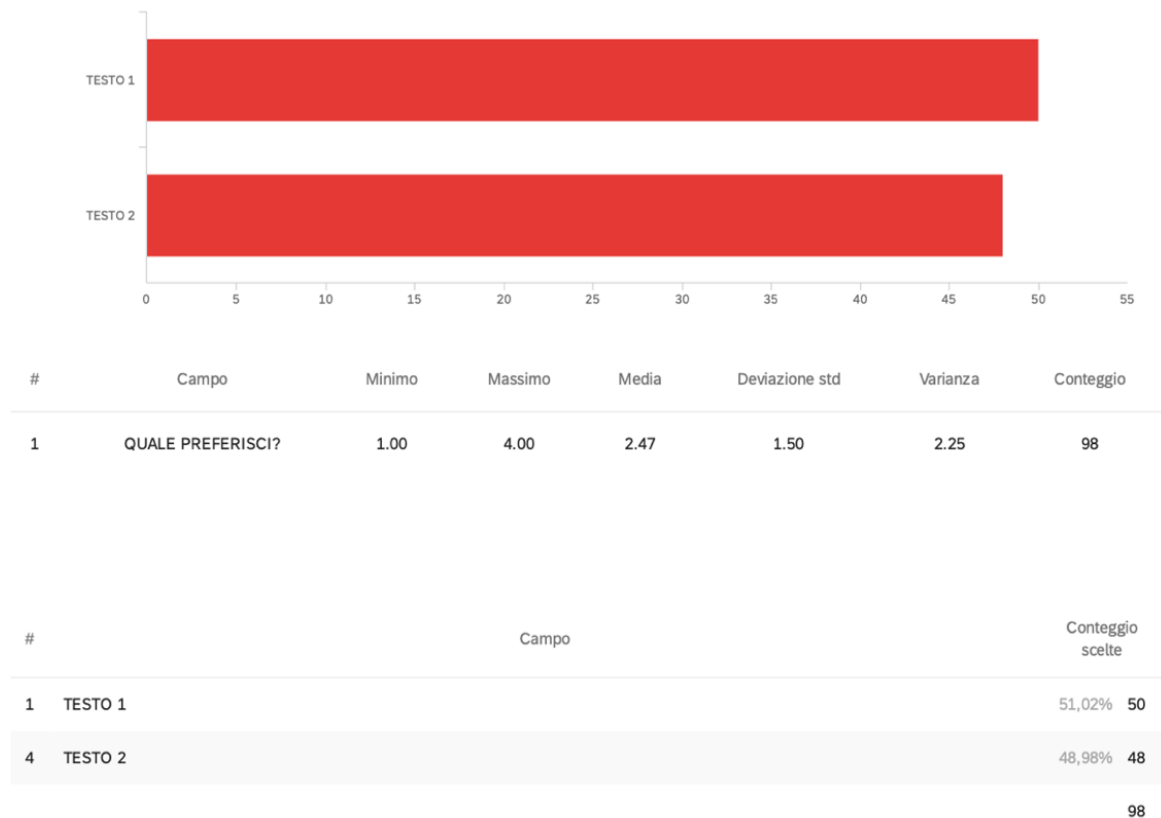 TESTO 1
TESTO 2
0 5 10 15 20 25 30 35 40 45 50 55
# Campo Minimo Massimo Media Deviazione std Varianza Conteggio
1 QUALE PREFERISCI? 1.00 4.00 2.47 1.50 2.25 98
# Campo Conteggio
scelte
1 TESTO 1 51,02% 50
4 TESTO 2 48,98% 48
98